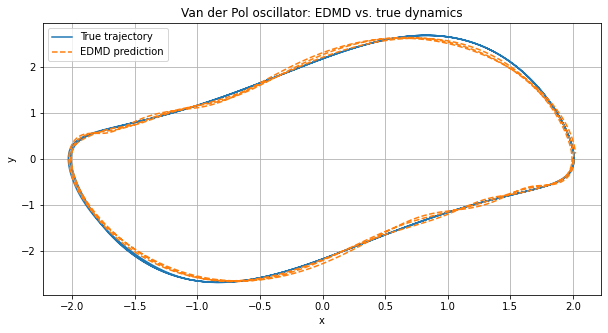 Van der Pol oscillator: EDMD vs. true dynamics
True trajectory
EDMD prediction
y
2
1
0
−1
−2
−2.0 −1.5 −1.0 −0.5 0.0 0.5 1.0 1.5 2.0
x